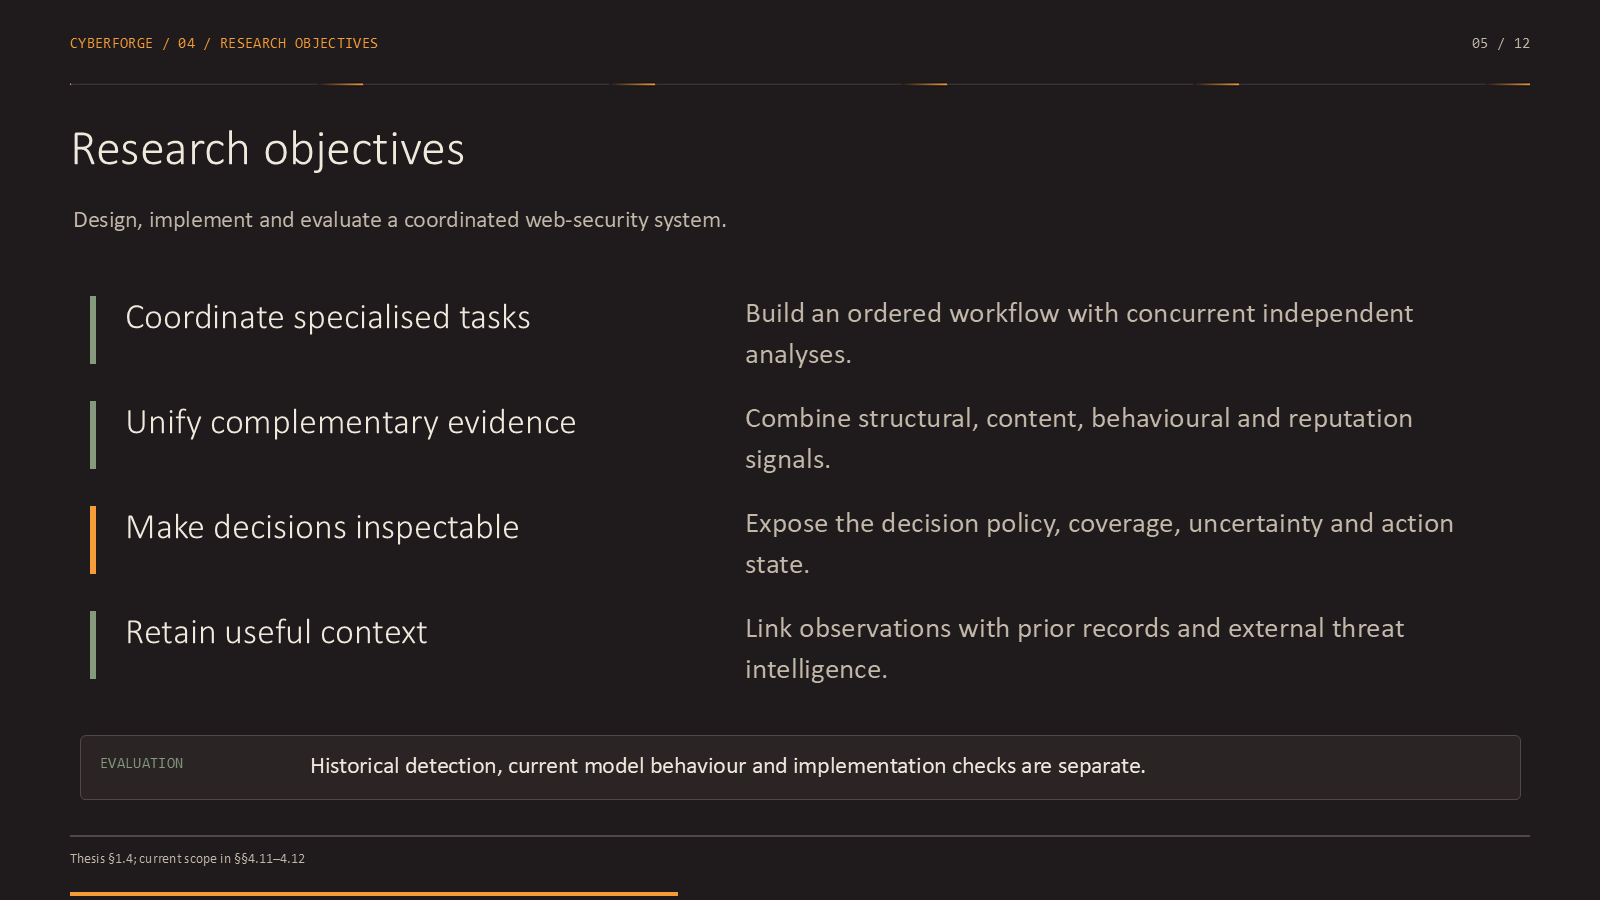 CYBERFORGE / 04 / RESEARCH OBJECTIVES
05 / 12
Research objectives
Design, implement and evaluate a coordinated web-security system.
Coordinate specialised tasks
Build an ordered workflow with concurrent independent
analyses.
Unify complementary evidence
Combine structural, content, behavioural and reputation
signals.
Make decisions inspectable
Expose the decision policy, coverage, uncertainty and action
state.
Retain useful context
Link observations with prior records and external threat
intelligence.
EVALUATION
Historical detection, current model behaviour and implementation checks are separate.
Thesis §1.4; current scope in §§4.11–4.12